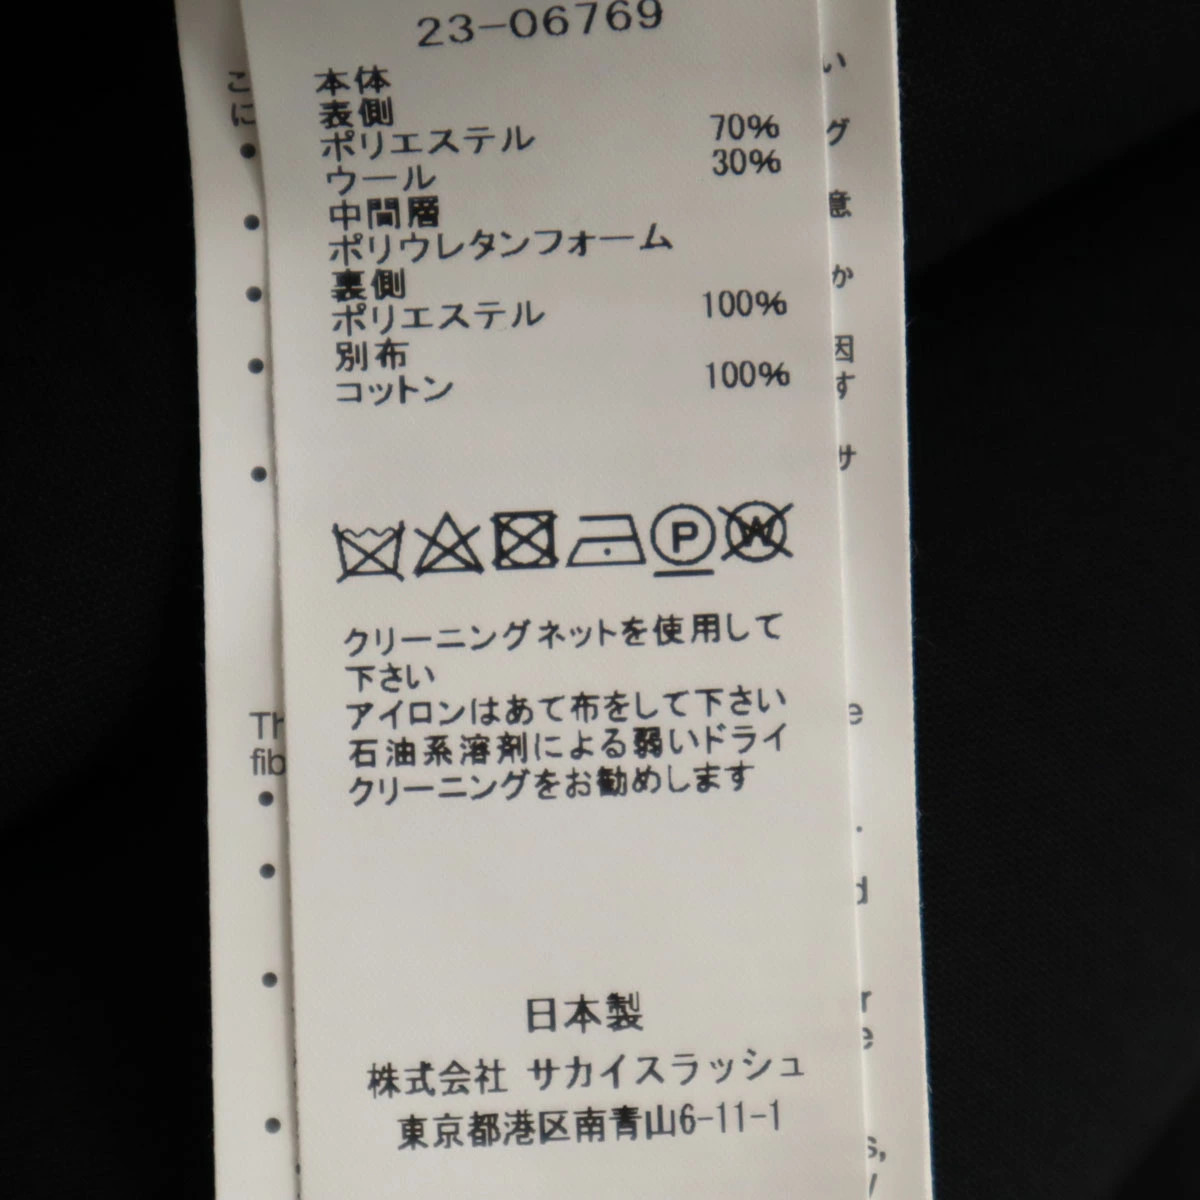 23-06769
本体
表側
ポリエステル 70%
ウール 30%
中間層
ポリウレタンフォーム
裏側
ポリエステル 100%
別布
コットン 100%
P
W
クリーニングネットを使用して
下さい
アイロンはあて布をして下さい
石油系溶剤による弱いドライ
クリーニングをお勧めします
日本製
株式会社 サカイスラッシュ
東京都港区南青山6-11-1